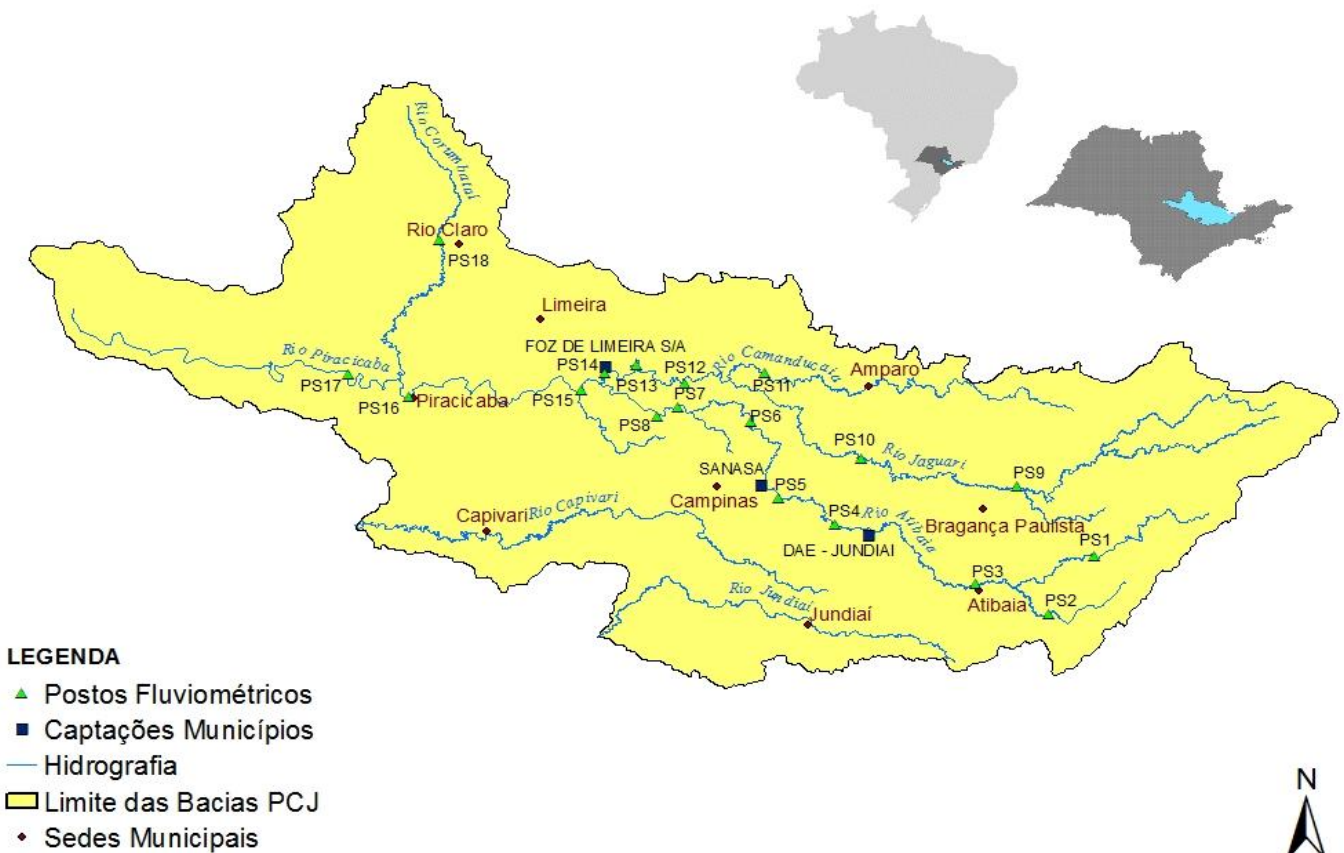 Rio Corumbataí
Rio Claro
PS18
Limeira
FOZ DE LIMEIRA S/A
Rio Piracicaba
PS14
PS12
Rio Camanducaia
PS17
PS13
PS11
Amparo
PS16
Piracicaba
PS15
PS7
PS8
PS6
PS10
Rio Jaguari
SANASA
PS9
PS5
Campinas
Capivari
Rio Capivari
PS4
Rio Atibaia
Bragança Paulista
DAE - JUNDIAI
PS1
PS3
Rio Jundiaí
Atibaia
PS2
Jundiaí
LEGENDA
Postos Fluviométricos
Captações Municípios
Hidrografia
Limite das Bacias PCJ
Sedes Municipais
N